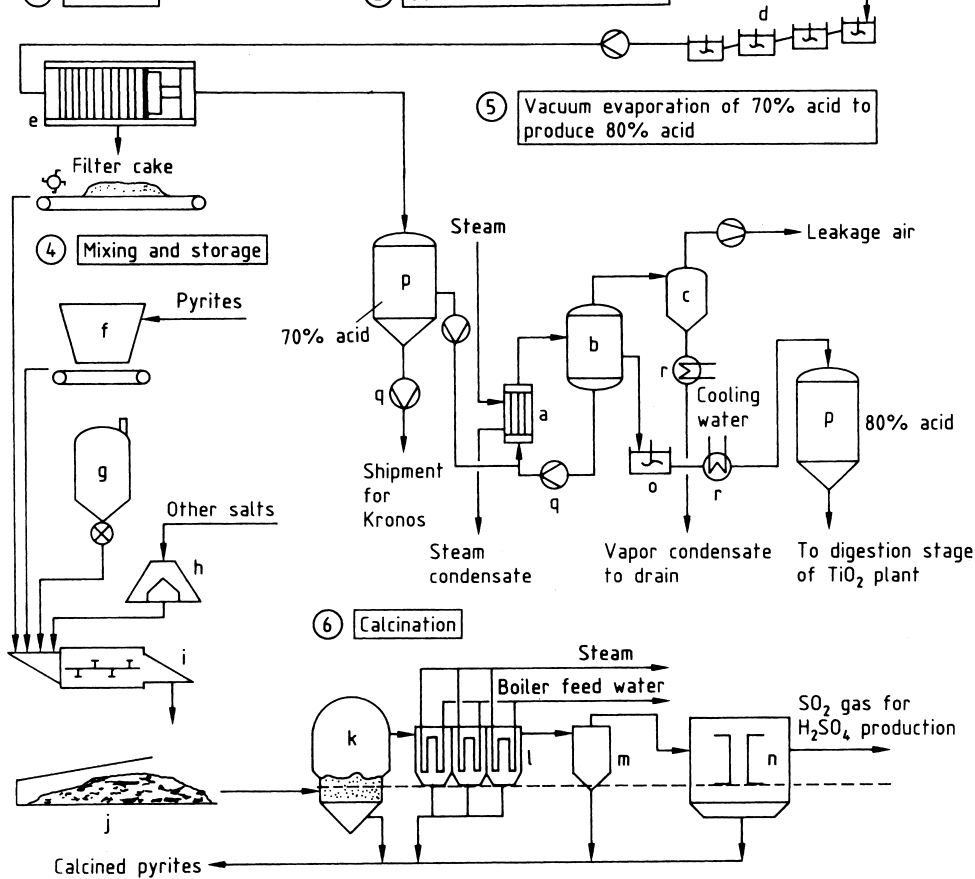 d
5 Vacuum evaporation of 70% acid to
produce 80% acid
e
Filter cake
4 Mixing and storage
Steam
Leakage air
p
c
Pyrites
f
70% acid
b
r
q
a
Cooling
water
p
80% acid
g
Shipment
for
Kronos
q
o
r
Other salts
h
Steam
condensate
Vapor condensate
to drain
To digestion stage
of TiO2 plant
6 Calcination
i
Steam
Boiler feed water
SO2 gas for
H2SO4 production
k
l
m
n
j
Calcined pyrites